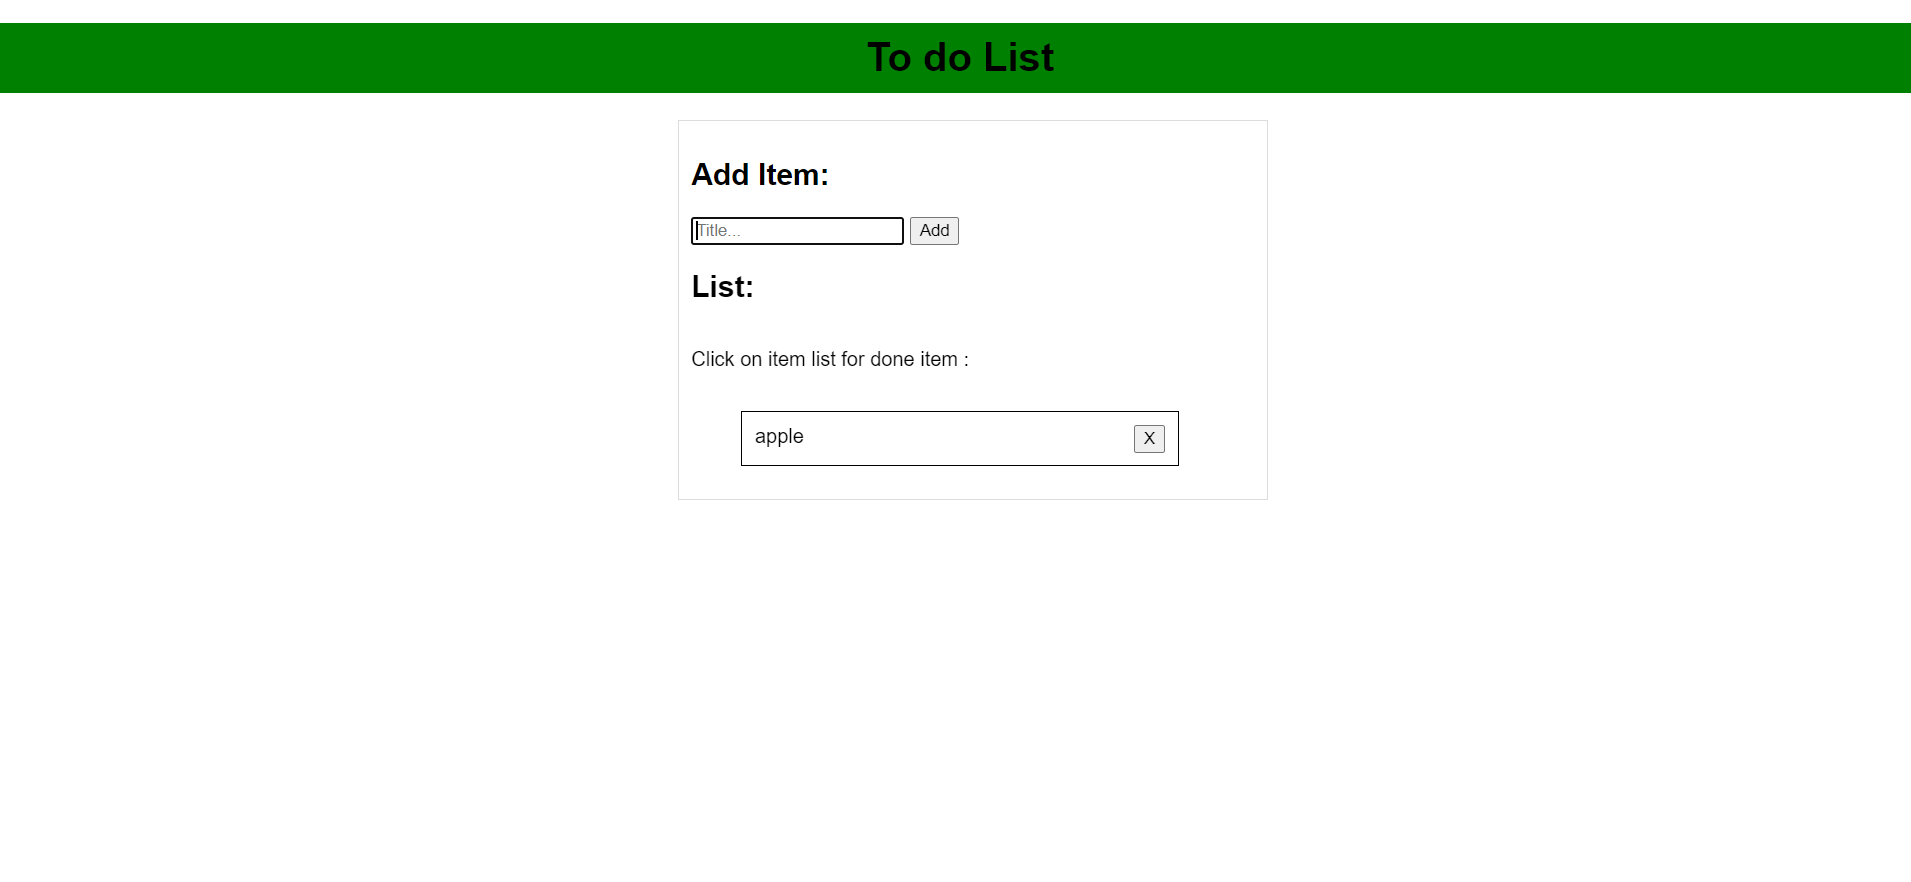 To do List
Add Item:
Title... Add
List:
Click on item list for done item :
apple X